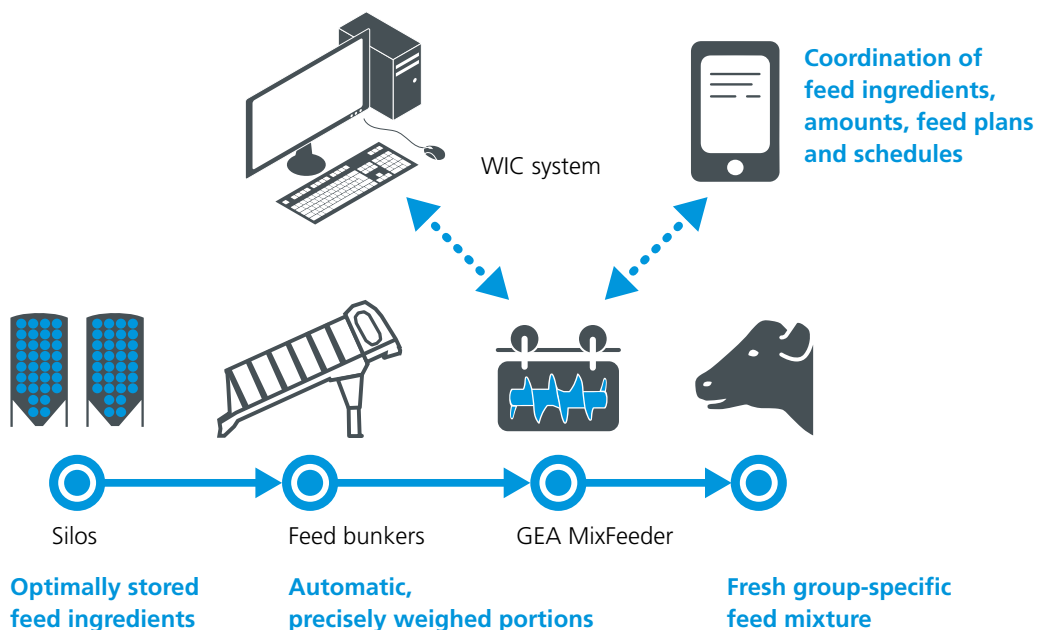 Coordination of
feed ingredients,
amounts, feed plans
and schedules
WIC system
Silos
Feed bunkers
GEA MixFeeder
Optimally stored
feed ingredients
Automatic,
precisely weighed portions
Fresh group-specific
feed mixture